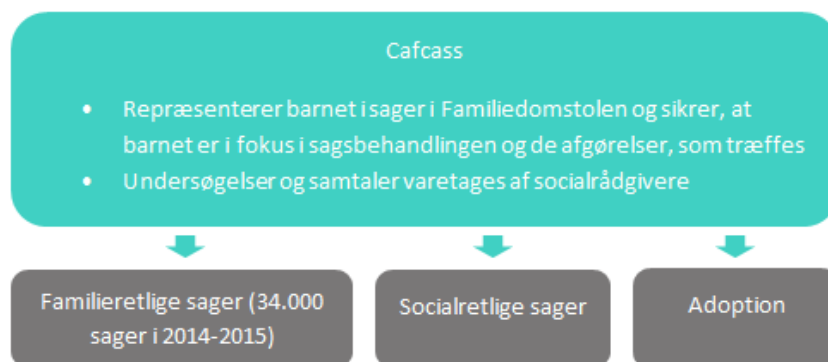 Cafcass
• Repræsenterer barnet i sager i Familiedomstolen og sikrer, at
barnet er i fokus i sagsbehandlingen og de afgørelser, som træffes
• Undersøgelser og samtaler varetages af socialrådgivere
Familieretlige sager (34.000
sager i 2014-2015)
Socialretlige sager
Adoption